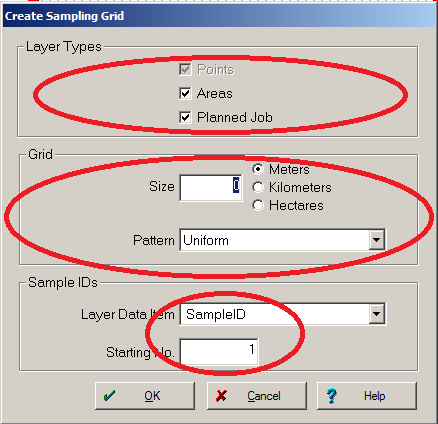 Create Sampling Grid
Layer Types
Points
Areas
Planned Job
Grid
Meters
Size 0
Kilometers
Hectares
Pattern Uniform
Sample IDs
Layer Data Item SampleID
Starting No. 1
OK Cancel Help